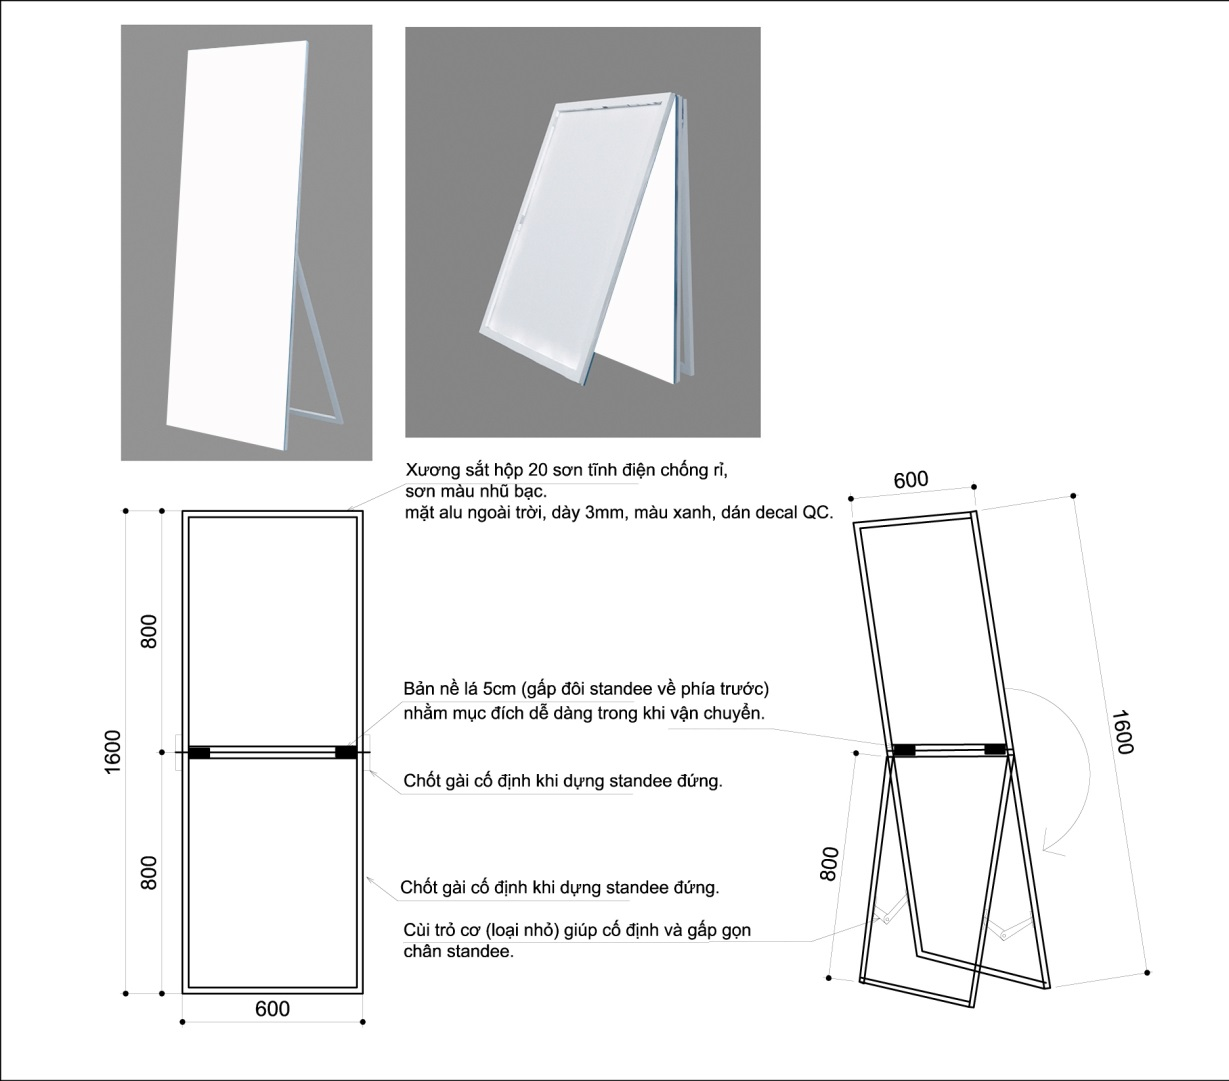 Xương sắt hộp 20 sơn tĩnh điện chống rỉ,
sơn màu nhũ bạc.
mặt alu ngoài trời, dày 3mm, màu xanh, dán decal QC.
600
800
Bản nề lá 5cm (gấp đôi standee về phía trước)
nhằm mục đích dễ dàng trong khi vận chuyển.
1600
1600
Chốt gài cố định khi dựng standee đứng.
800
800
Chốt gài cố định khi dựng standee đứng.
Cùi trỏ cơ (loại nhỏ) giúp cố định và gấp gọn
chân standee.
600